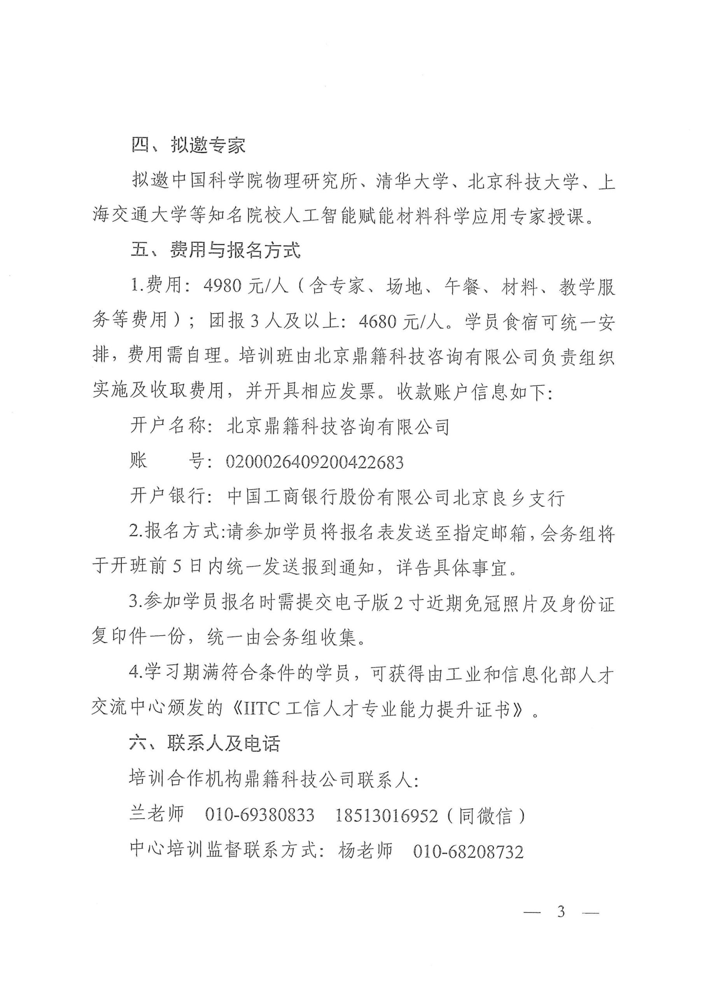 四、拟邀专家
拟邀中国科学院物理研究所、清华大学、北京科技大学、上
海交通大学等知名院校人工智能赋能材料科学应用专家授课。
五、费用与报名方式
1.费用：4980 元/人（含专家、场地、午餐、材料、教学服
务等费用）；团报 3 人及以上：4680 元/人。学员食宿可统一安
排，费用需自理。培训班由北京鼎籍科技咨询有限公司负责组织
实施及收取费用，并开具相应发票。收款账户信息如下：
开户名称：北京鼎籍科技咨询有限公司
账　　号：0200026409200422683
开户银行：中国工商银行股份有限公司北京良乡支行
2.报名方式:请参加学员将报名表发送至指定邮箱，会务组将
于开班前 5 日内统一发送报到通知，详告具体事宜。
3.参加学员报名时需提交电子版 2 寸近期免冠照片及身份证
复印件一份，统一由会务组收集。
4.学习期满符合条件的学员，可获得由工业和信息化部人才
交流中心颁发的《IITC 工信人才专业能力提升证书》。
六、联系人及电话
培训合作机构鼎籍科技公司联系人：
兰老师　010-69380833　18513016952（同微信）
中心培训监督联系方式：杨老师　010-68208732
— 3 —